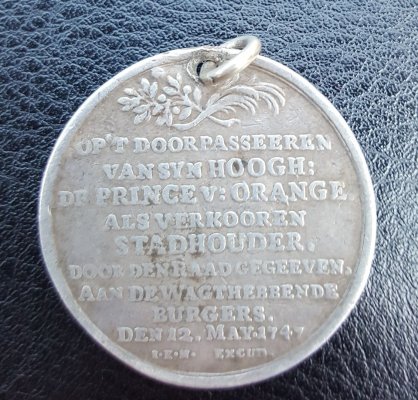 OP'T DOORPASSEEREN
VAN SYN HOOGH:
DE PRINCE V: ORANGE.
ALS VERKOOREN
STADHOUDER,
DOOR DEN RAAD GEGEEVEN,
AAN DE WAGTHEBBENDE
BURGERS.
DEN 12. MAY. 1747
EXCUD.